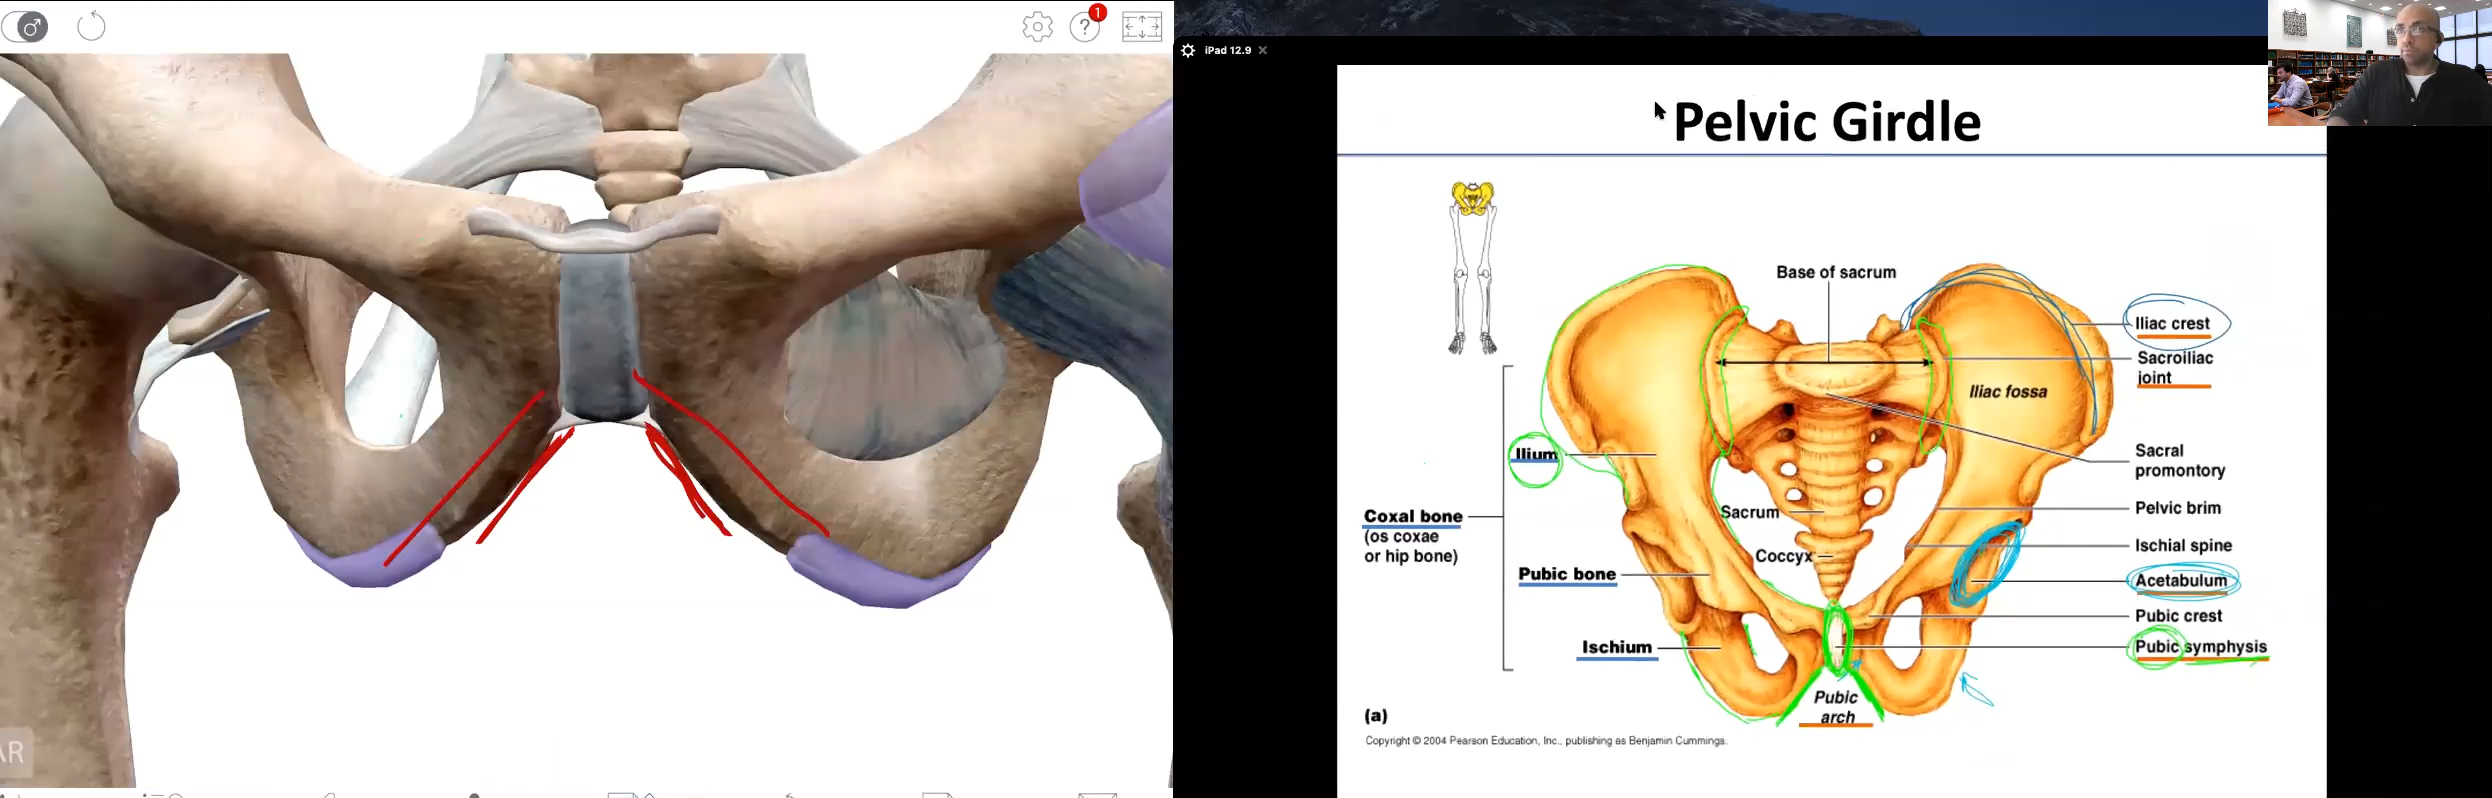 1
?
AR
iPad 12.9
Pelvic Girdle
Base of sacrum
Iliac crest
Sacroiliac
joint
Iliac fossa
Ilium
Sacral
promontory
Coxal bone
(os coxae
or hip bone)
Sacrum
Pelvic brim
Coccyx
Ischial spine
Pubic bone
Acetabulum
Pubic crest
Ischium
Pubic symphysis
Pubic
arch
(a)
Copyright © 2004 Pearson Education, Inc., publishing as Benjamin Cummings.